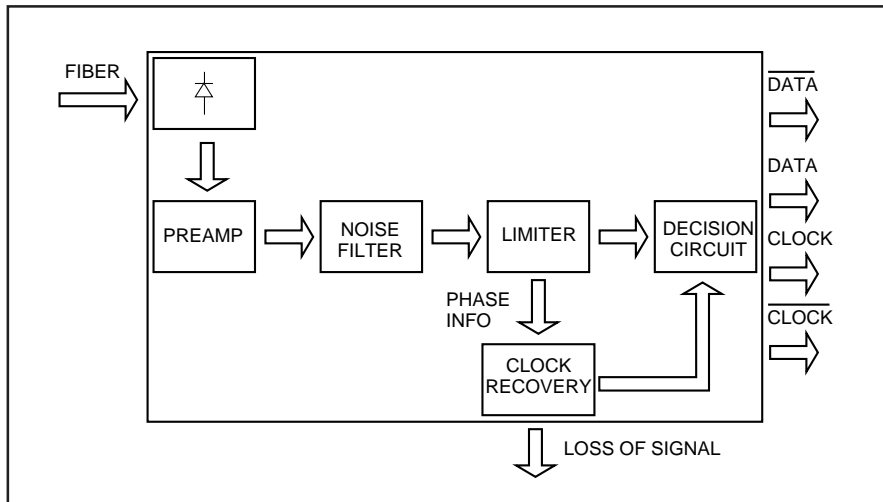 FIBER
DATA
DATA
PREAMP
NOISE
FILTER
LIMITER
DECISION
CIRCUIT
CLOCK
PHASE
INFO
CLOCK
CLOCK
RECOVERY
LOSS OF SIGNAL